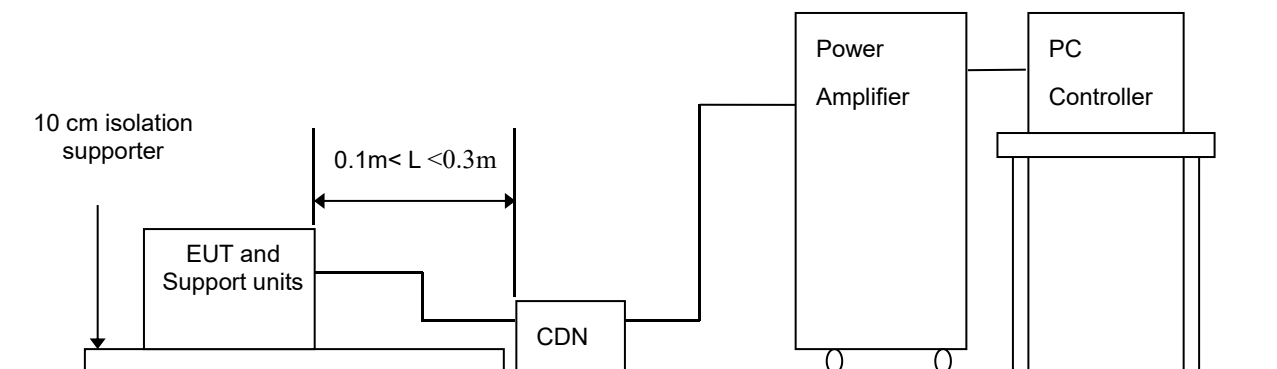 Power
Amplifier
PC
Controller
10 cm isolation
supporter
0.1m< L <0.3m
EUT and
Support units
CDN